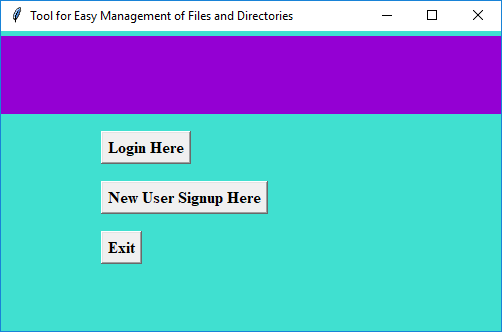 Tool for Easy Management of Files and Directories
Login Here
New User Signup Here
Exit